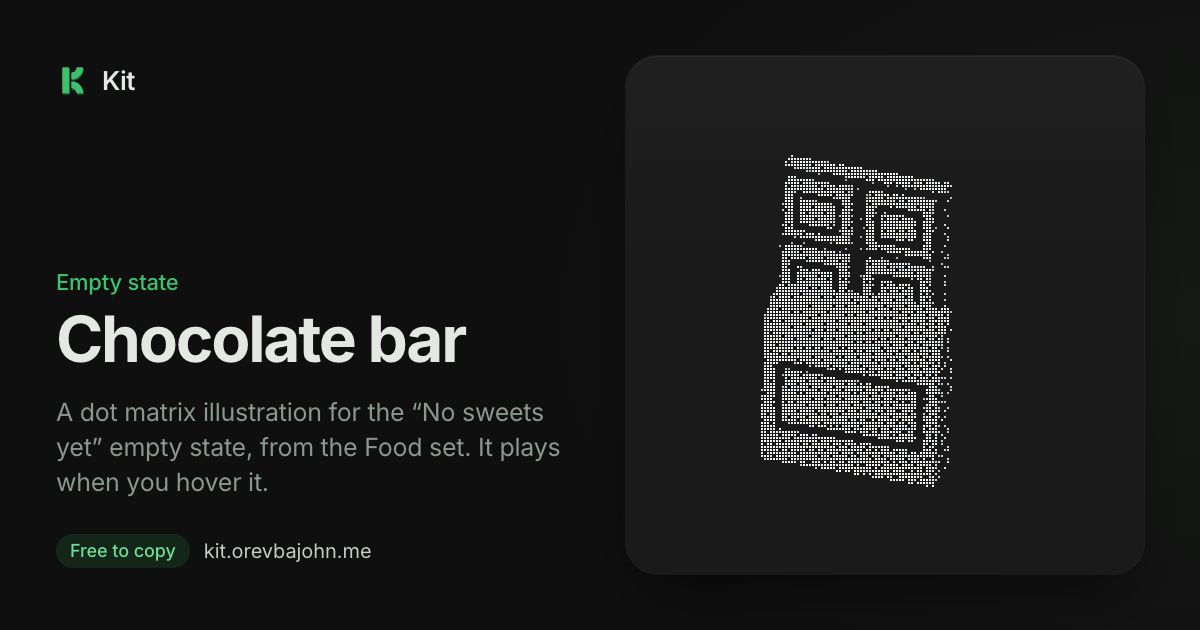 Kit
Empty state
Chocolate bar
A dot matrix illustration for the “No sweets
yet” empty state, from the Food set. It plays
when you hover it.
Free to copy
kit.orevbajohn.me